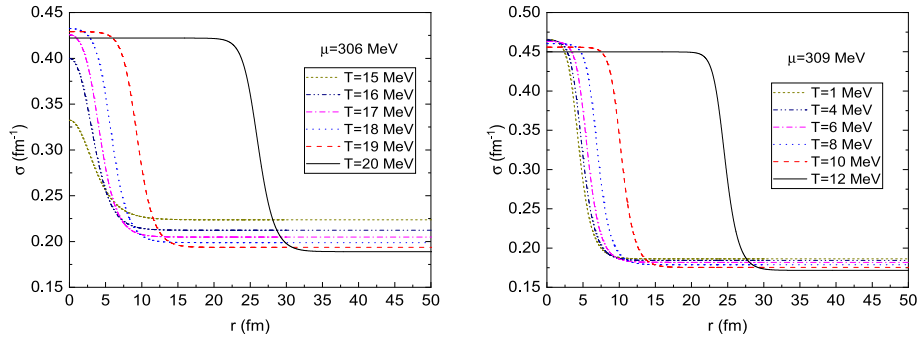 0.45
0.40
0.35
0.30
0.25
0.20
0.15
σ (fm⁻¹)
μ=306 MeV
T=15 MeV
T=16 MeV
T=17 MeV
T=18 MeV
T=19 MeV
T=20 MeV
0 5 10 15 20 25 30 35 40 45 50
r (fm)
0.50
0.45
0.40
0.35
0.30
0.25
0.20
0.15
σ (fm⁻¹)
μ=309 MeV
T=1 MeV
T=4 MeV
T=6 MeV
T=8 MeV
T=10 MeV
T=12 MeV
0 5 10 15 20 25 30 35 40 45 50
r (fm)